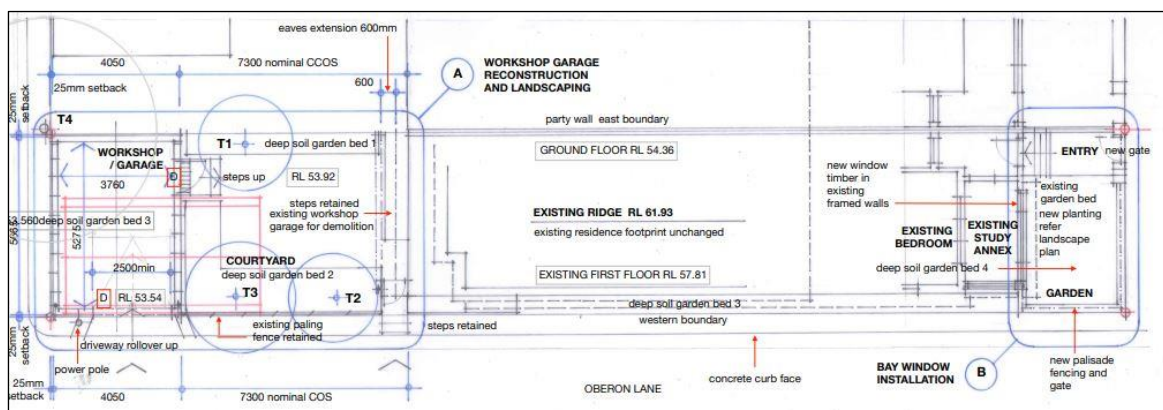 eaves extension 600mm
4050
7300 nominal CCOS
600
25mm setback
25mm
setback
A
WORKSHOP GARAGE
RECONSTRUCTION
AND LANDSCAPING
T4
T1
deep soil garden bed 1
party wall east boundary
WORKSHOP
/ GARAGE
3760
D
steps up
RL 53.92
GROUND FLOOR RL 54.36
ENTRY
new gate
new window
timber in
existing
framed walls
steps retained
existing workshop
garage for demolition
existing
garden bed
new planting
refer
landscape
plan
deep soil garden bed 3
5275
EXISTING RIDGE RL 61.93
existing residence footprint unchanged
EXISTING
BEDROOM
EXISTING
STUDY
ANNEX
COURTYARD
deep soil garden bed 2
2500min
EXISTING FIRST FLOOR RL 57.81
deep soil garden bed 4
D
RL 53.54
T3
T2
GARDEN
deep soil garden bed 3
western boundary
existing paling
fence retained
steps retained
25mm
setback
driveway rollover up
power pole
concrete curb face
BAY WINDOW
INSTALLATION
B
new palisade
fencing and
gate
25mm
setback
4050
7300 nominal COS
OBERON LANE